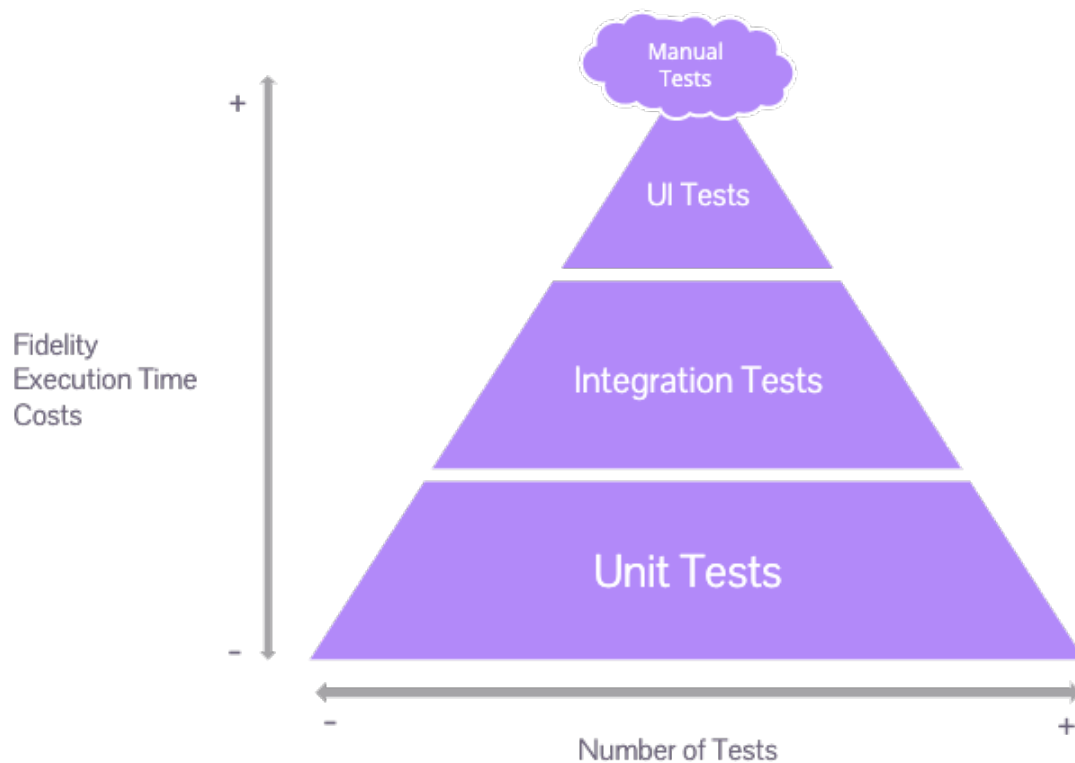 Manual
Tests
+
UI Tests
Fidelity
Execution Time
Costs
Integration Tests
Unit Tests
-
-
+
Number of Tests